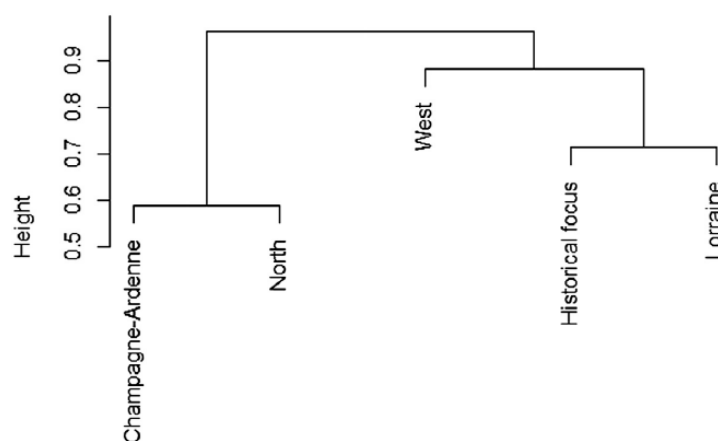 Height
0.9
0.8
0.7
0.6
0.5
West
Historical focus
Lorraine
Champagne-Ardenne
North